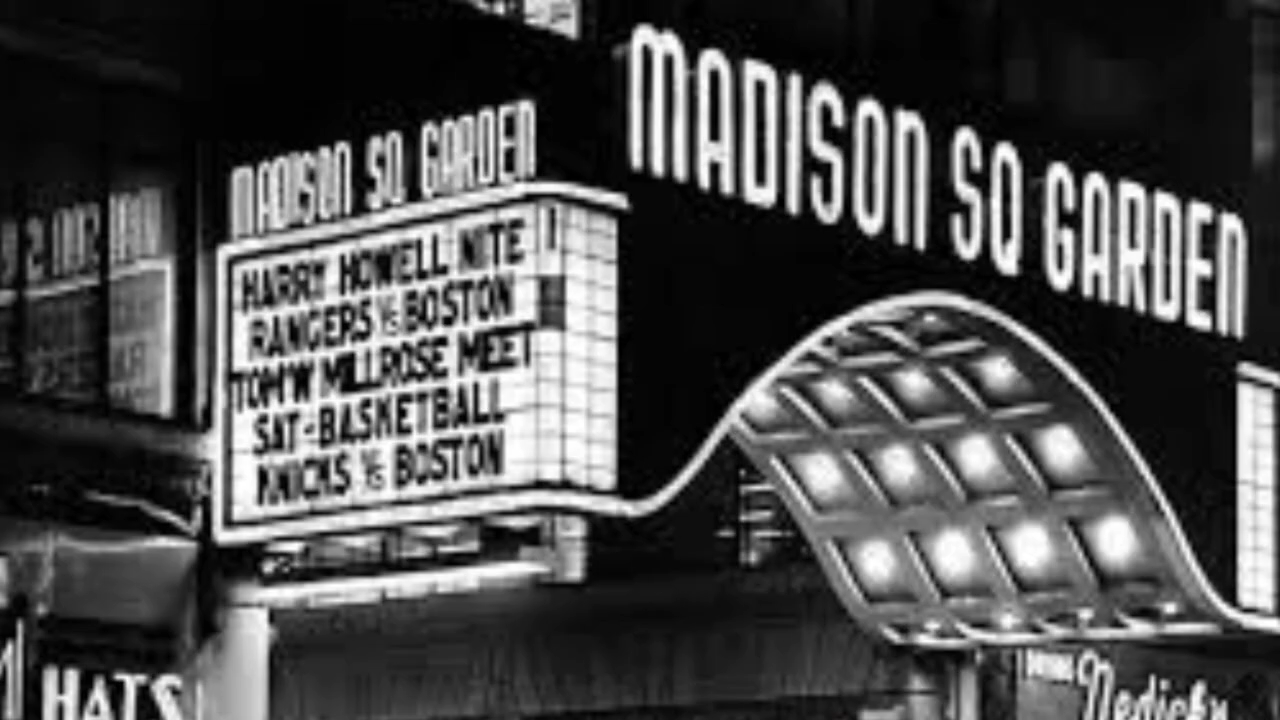 MADISON SQ GARDEN
MADISON SQ GARDEN
HARRY HOWELL NITE
RANGERS VS BOSTON
TOM'W MILLROSE MEET
SAT-BASKETBALL
KNICKS VS BOSTON
HATS
Nedick's